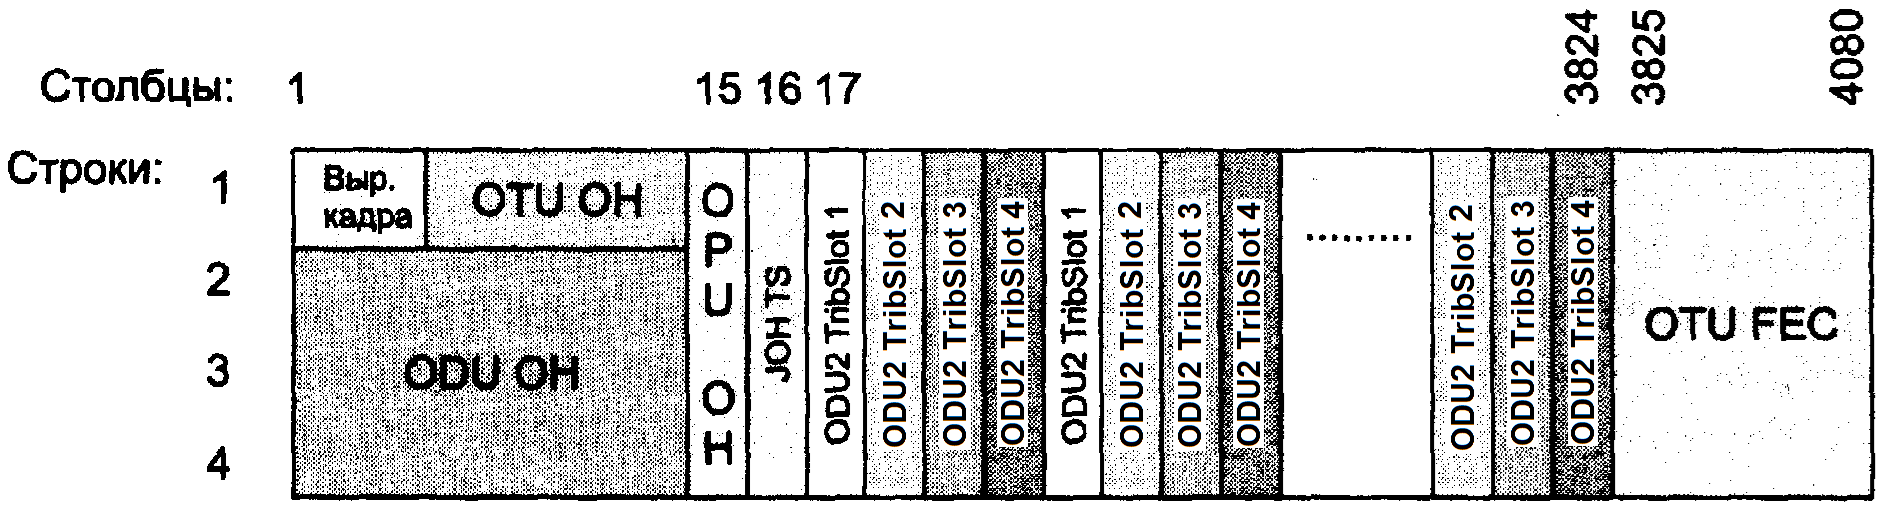 Столбцы: 1 15 16 17 3824 3825 4080
Строки:
1
2
3
4
Выр.
кадра
OTU OH
ODU OH
OPU OH
JOH TS
ODU2 TribSlot 1
ODU2 TribSlot 2
ODU2 TribSlot 3
ODU2 TribSlot 4
ODU2 TribSlot 1
ODU2 TribSlot 2
ODU2 TribSlot 3
ODU2 TribSlot 4
........
ODU2 TribSlot 2
ODU2 TribSlot 3
ODU2 TribSlot 4
OTU FEC